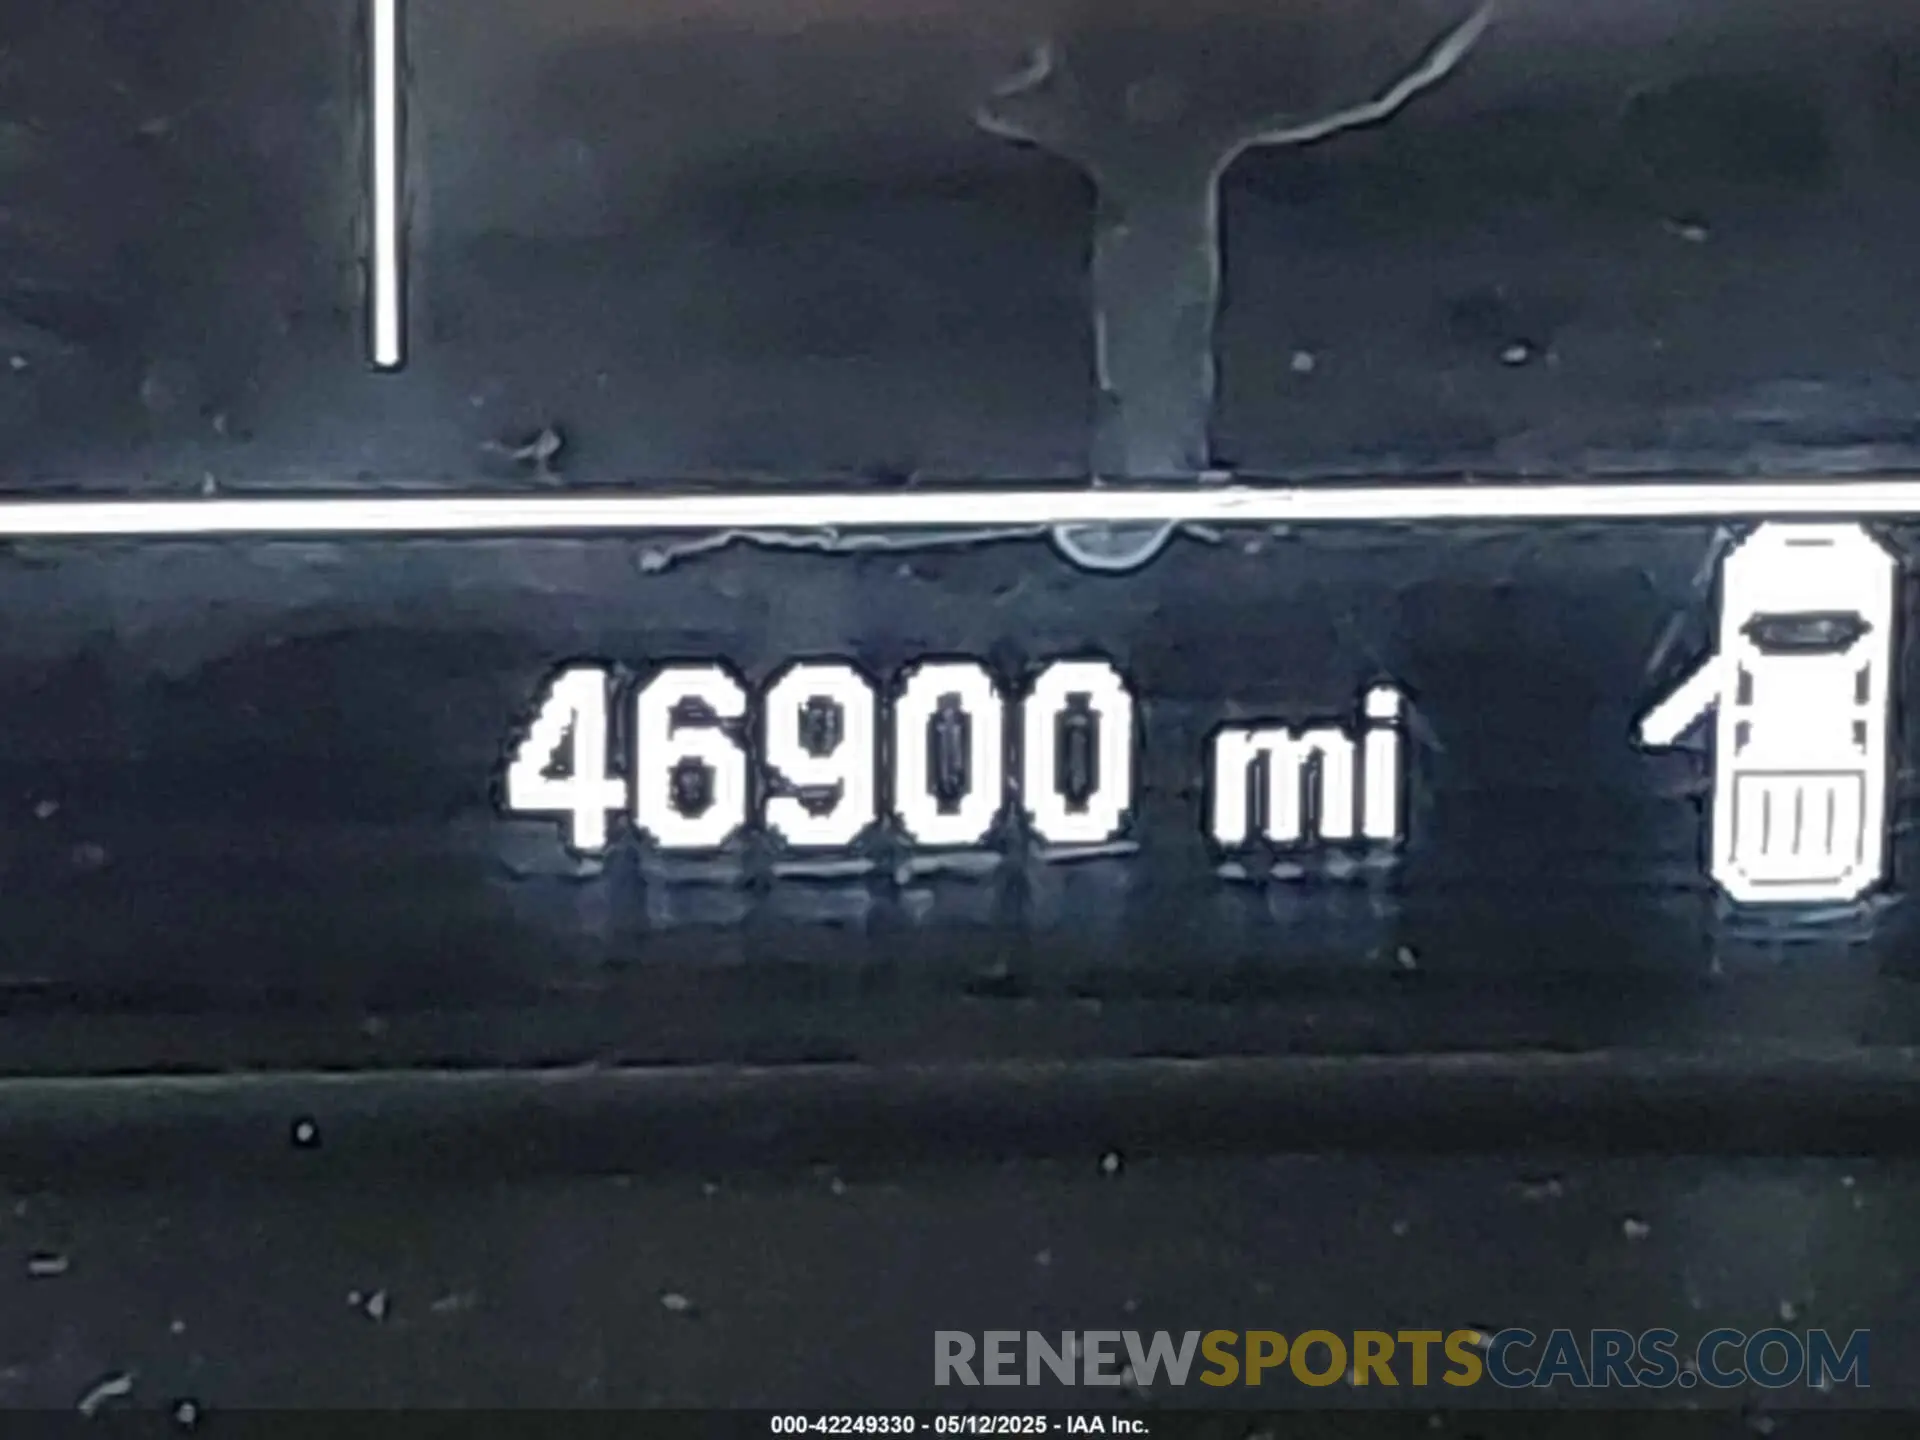 46900 mi
RENEWSPORTSCARS.COM
000-42249330 - 05/12/2025 - IAA Inc.